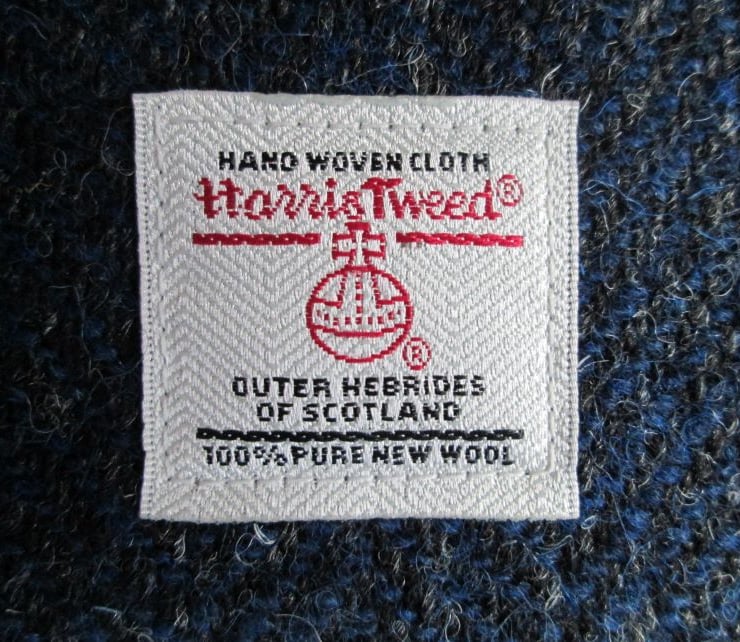 HAND WOVEN CLOTH
Harris Tweed®
®
OUTER HEBRIDES
OF SCOTLAND
100% PURE NEW WOOL